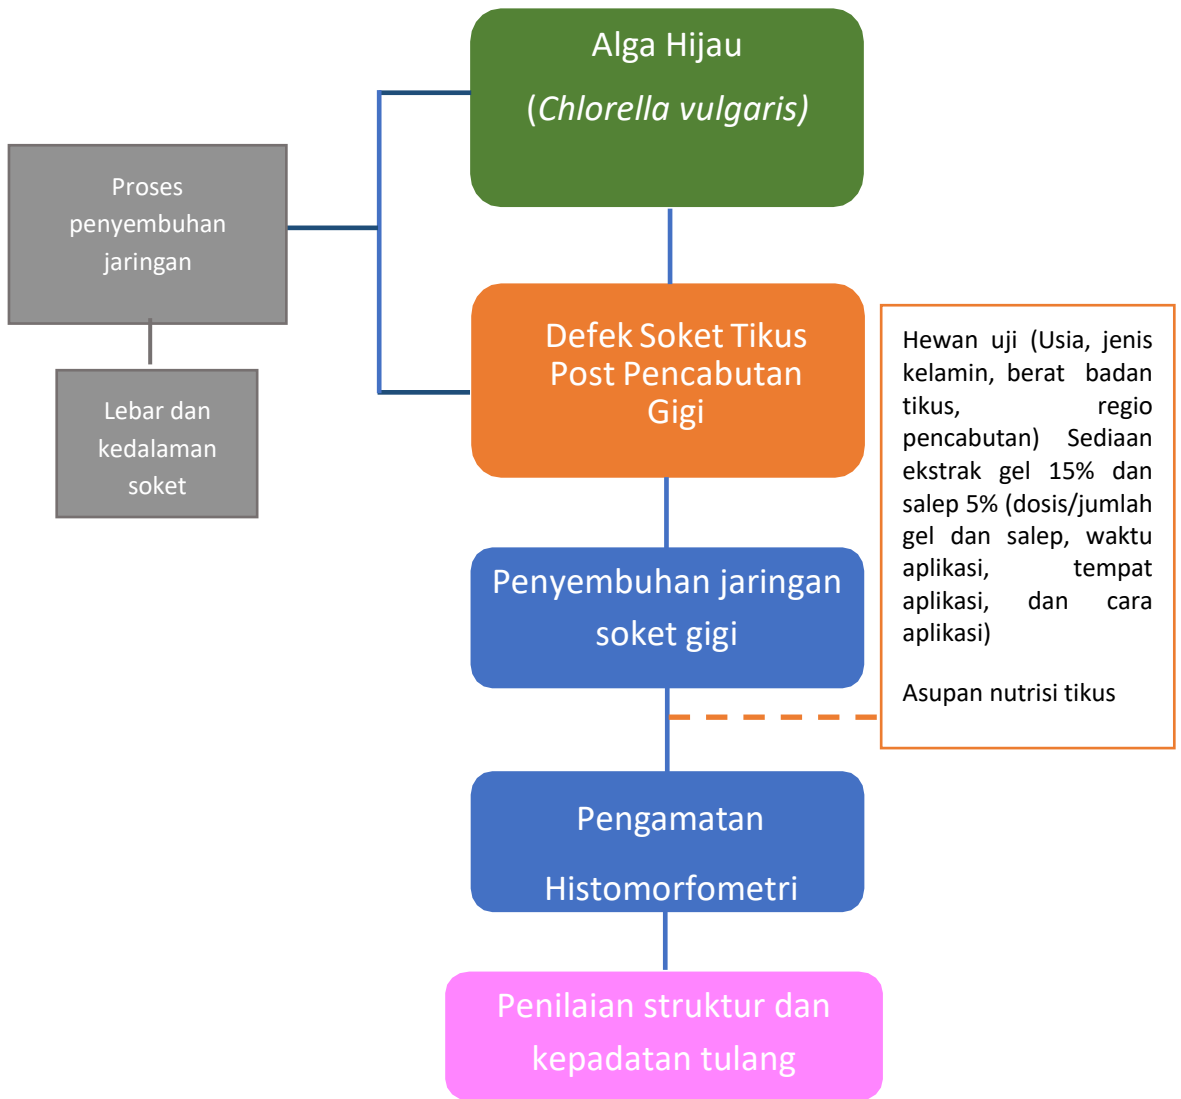 Alga Hijau
(Chlorella vulgaris)
Proses
penyembuhan
jaringan
Lebar dan
kedalaman
soket
Defek Soket Tikus
Post Pencabutan
Gigi
Hewan uji (Usia, jenis
kelamin, berat badan
tikus, regio
pencabutan) Sediaan
ekstrak gel 15% dan
salep 5% (dosis/jumlah
gel dan salep, waktu
aplikasi, tempat
aplikasi, dan cara
aplikasi)
Asupan nutrisi tikus
Penyembuhan jaringan
soket gigi
Pengamatan
Histomorfometri
Penilaian struktur dan
kepadatan tulang